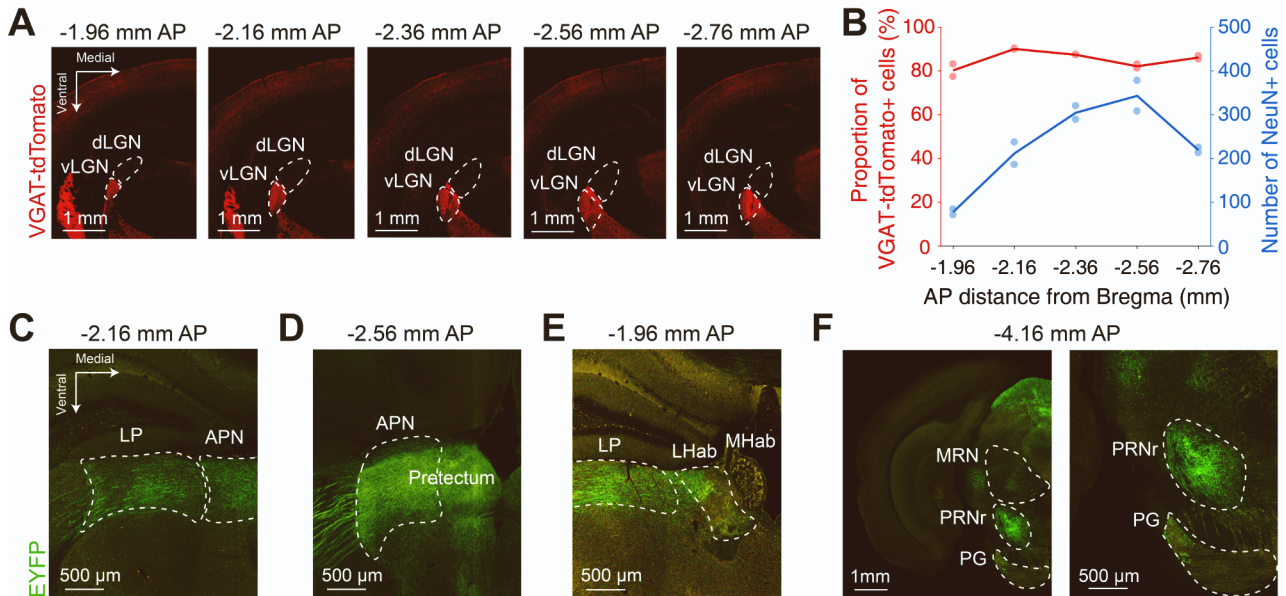 A
-1.96 mm AP
-2.16 mm AP
-2.36 mm AP
-2.56 mm AP
-2.76 mm AP
VGAT-tdTomato
Medial
Ventral
dLGN
vLGN
1 mm
dLGN
vLGN
1 mm
dLGN
vLGN
1 mm
dLGN
vLGN
1 mm
dLGN
vLGN
1 mm
B
Proportion of
VGAT-tdTomato+ cells (%)
100
80
60
40
20
0
500
400
300
200
100
0
Number of NeuN+ cells
-1.96
-2.16
-2.36
-2.56
-2.76
AP distance from Bregma (mm)
C
-2.16 mm AP
EYFP
Medial
Ventral
LP
APN
500 µm
D
-2.56 mm AP
APN
Pretectum
500 µm
E
-1.96 mm AP
LP
LHab
MHab
500 µm
F
-4.16 mm AP
MRN
PRNr
PG
1mm
PRNr
PG
500 µm